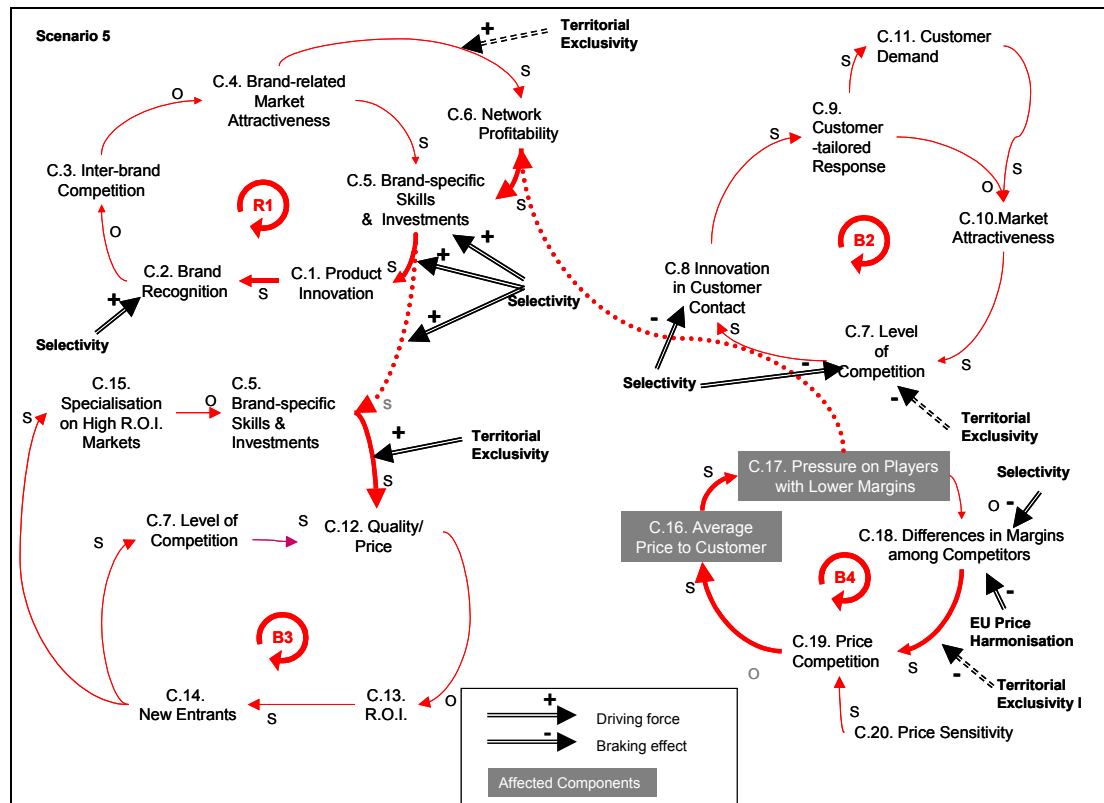 Scenario 5
+
Territorial
Exclusivity
S
C.4. Brand-related
Market
Attractiveness
O
S
C.6. Network
Profitability
C.3. Inter-brand
Competition
R1
C.5. Brand-specific
Skills
& Investments
S
O
+
S
+
C.2. Brand
Recognition
S
C.1. Product
Innovation
+
Selectivity
+
Selectivity
C.11. Customer
Demand
S
C.9.
Customer
-tailored
Response
S
S
O
C.10.Market
Attractiveness
B2
C.8 Innovation
in Customer
Contact
-
S
C.7. Level
of
Competition
S
-
Selectivity
-
Territorial
Exclusivity
C.15.
Specialisation
on High R.O.I.
Markets
S
O
C.5.
Brand-specific
Skills &
Investments
S
+
Territorial
Exclusivity
S
C.7. Level of
Competition
S
S
C.12. Quality/
Price
B3
C.14.
New Entrants
S
C.13.
R.O.I.
O
C.17. Pressure on Players
with Lower Margins
S
Selectivity
O
-
C.16. Average
Price to Customer
C.18. Differences in Margins
among Competitors
S
B4
-
EU Price
Harmonisation
C.19. Price
Competition
S
-
O
Territorial
Exclusivity I
S
C.20. Price Sensitivity
+
Driving force
-
Braking effect
Affected Components